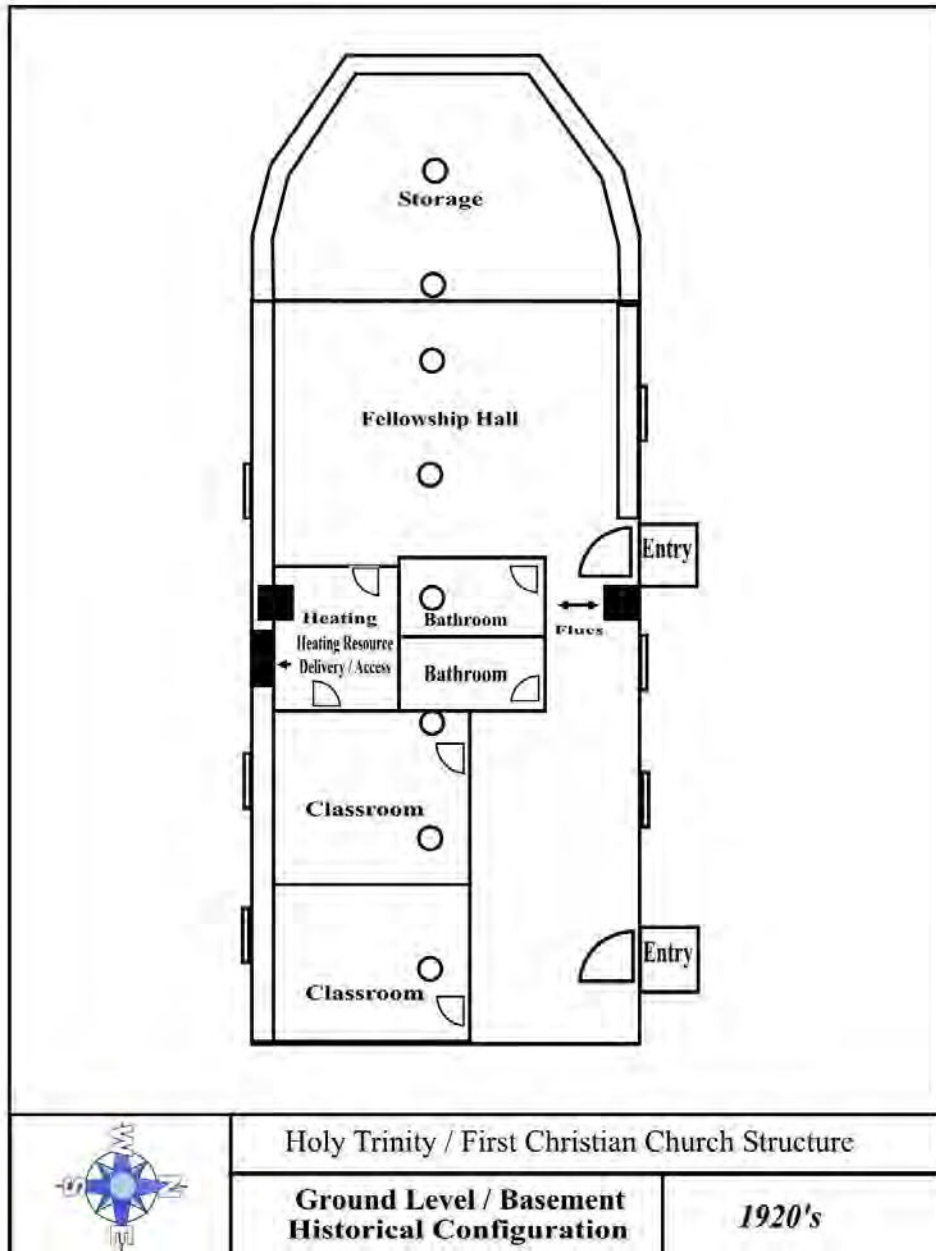 Storage
Fellowship Hall
Entry
Heating
Bathroom
Flues
Heating Resource
Delivery / Access
Bathroom
Classroom
Entry
Classroom
W
S
N
E
Holy Trinity / First Christian Church Structure
Ground Level / Basement
Historical Configuration
1920's